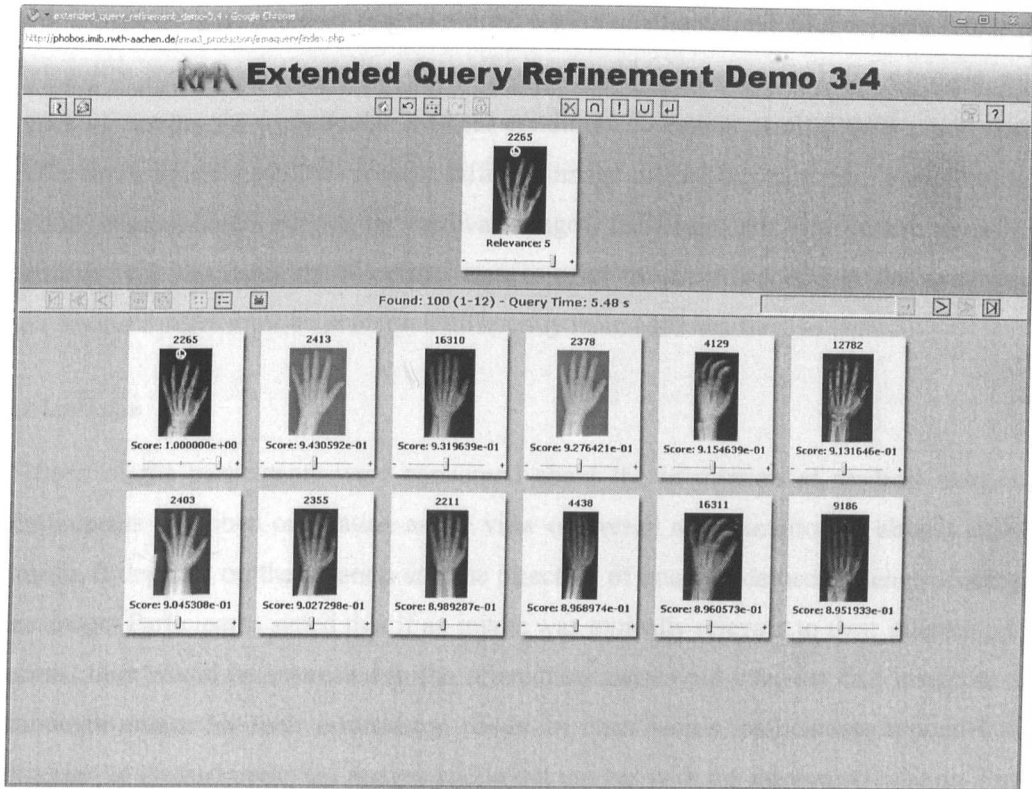 extended_query_refinement_demo-3.4 - Google Chrome
http://phobos.imib.rwth-aachen.de/irma3_production/irmaquery/index.php
irma Extended Query Refinement Demo 3.4
?
2265
Relevance: 5
- +
Found: 100 (1-12) - Query Time: 5.48 s
2265 2413 16310 2378 4129 12782
Score: 1.000000e+00 Score: 9.430592e-01 Score: 9.319639e-01 Score: 9.276421e-01 Score: 9.154639e-01 Score: 9.131646e-01
2403 2355 2211 4438 16311 9186
Score: 9.045308e-01 Score: 9.027298e-01 Score: 8.989287e-01 Score: 8.968974e-01 Score: 8.960573e-01 Score: 8.951933e-01